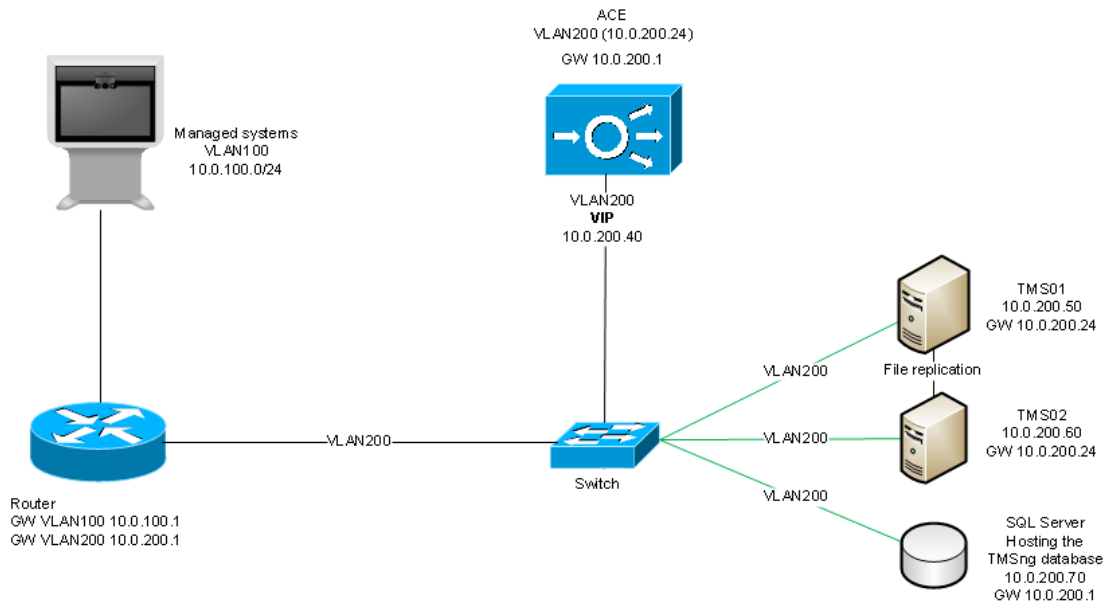 ACE
VLAN200 (10.0.200.24)
GW 10.0.200.1
Managed systems
VLAN100
10.0.100.0/24
VLAN200
VIP
10.0.200.40
TMS01
10.0.200.50
GW 10.0.200.24
VLAN200
File replication
TMS02
10.0.200.60
GW 10.0.200.24
VLAN200
VLAN200
Switch
VLAN200
Router
GW VLAN100 10.0.100.1
GW VLAN200 10.0.200.1
SQL Server
Hosting the
TMSng database
10.0.200.70
GW 10.0.200.1